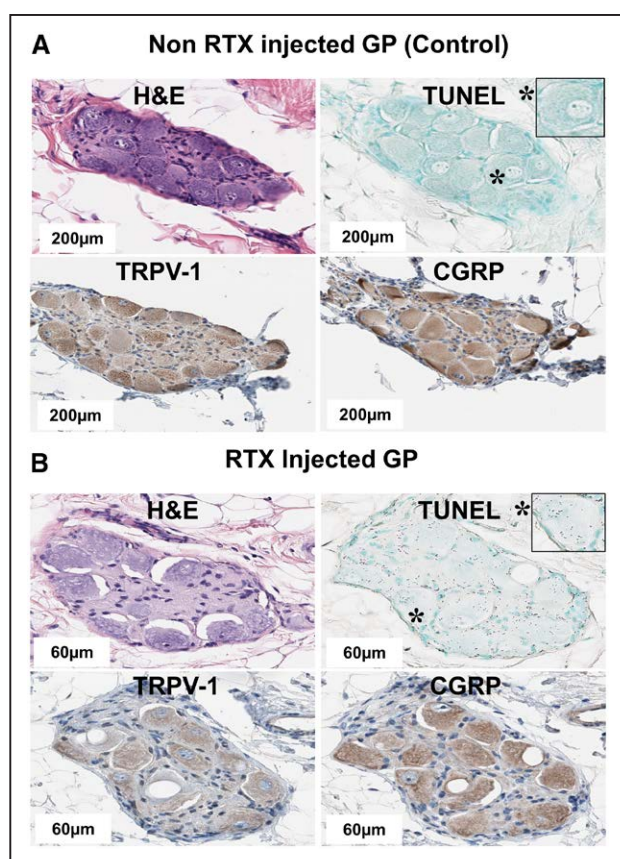 A Non RTX injected GP (Control)
H&E
TUNEL
*
*
200µm
200µm
TRPV-1
CGRP
200µm
200µm
B RTX Injected GP
H&E
TUNEL
*
*
60µm
60µm
TRPV-1
CGRP
60µm
60µm